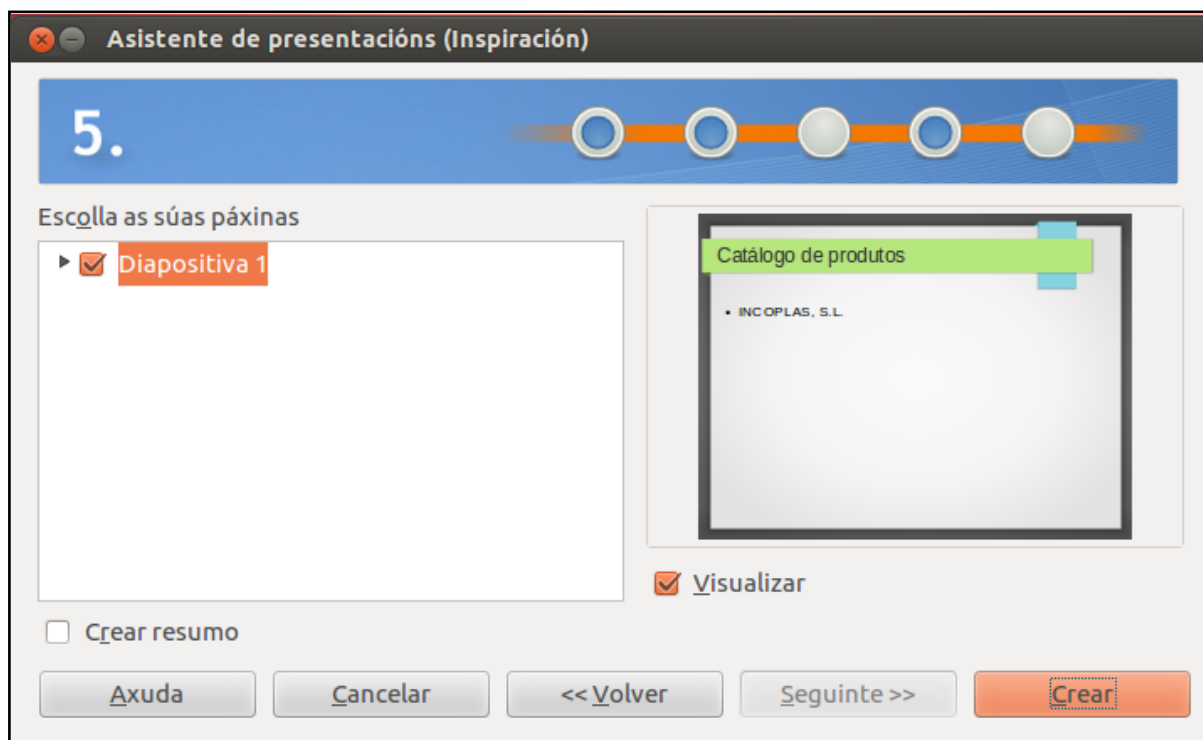 Asistente de presentacións (Inspiración)
5.
Escolla as súas páxinas
Diapositiva 1
Catálogo de produtos
• INCOPLAS, S.L.
Visualizar
Crear resumo
Axuda
Cancelar
<< Volver
Seguinte >>
Crear